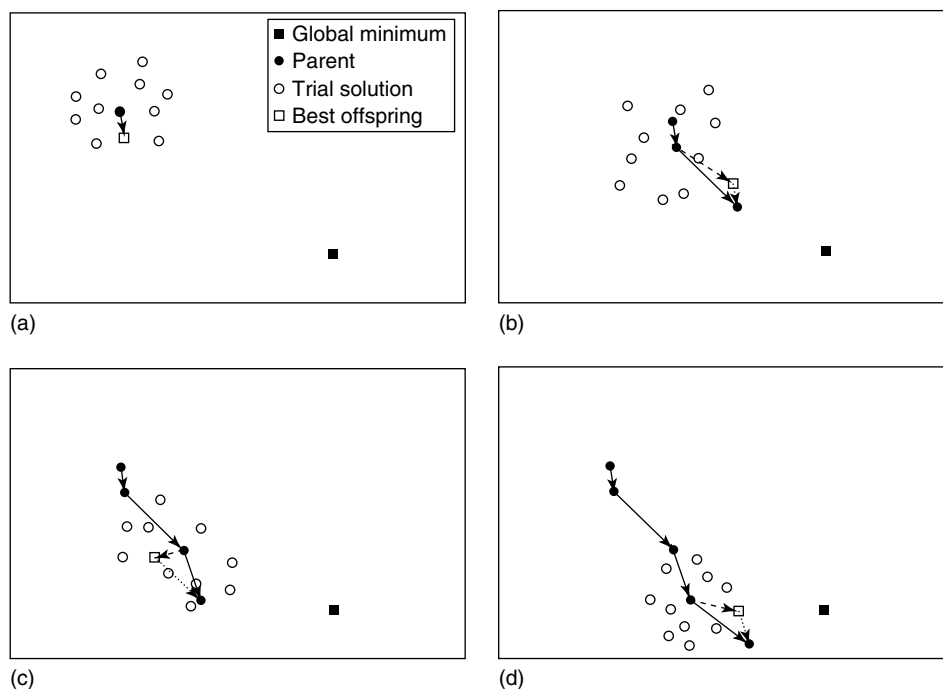 Global minimum
Parent
Trial solution
Best offspring
(a)
(b)
(c)
(d)